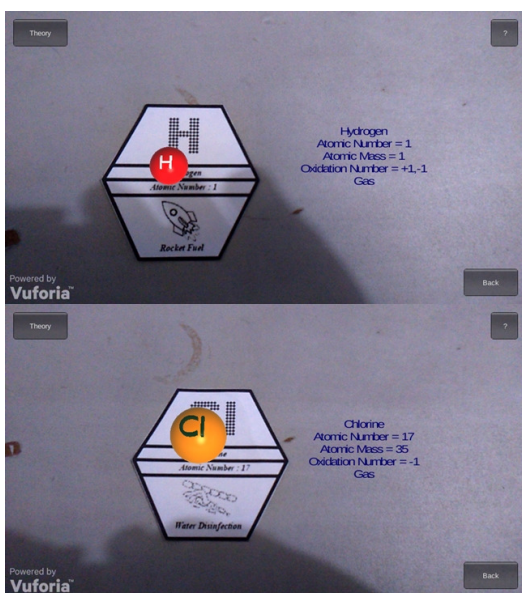 Theory
?
H
H
Atomic Number : 1
Rocket Fuel
Hydrogen
Atomic Number = 1
Atomic Mass = 1
Oxidation Number = +1,-1
Gas
Powered by
Vuforia™
Back
Theory
?
Cl
Atomic Number : 17
Water Disinfection
Chlorine
Atomic Number = 17
Atomic Mass = 35
Oxidation Number = -1
Gas
Powered by
Vuforia™
Back